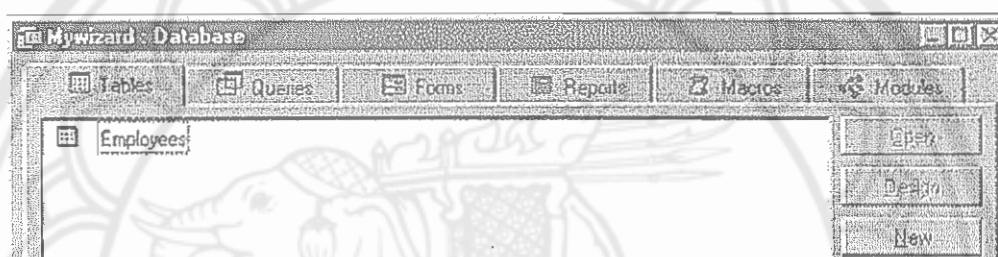 Mywizard : Database
Tables Queries Forms Reports Macros Modules
Employees
Open
Design
New